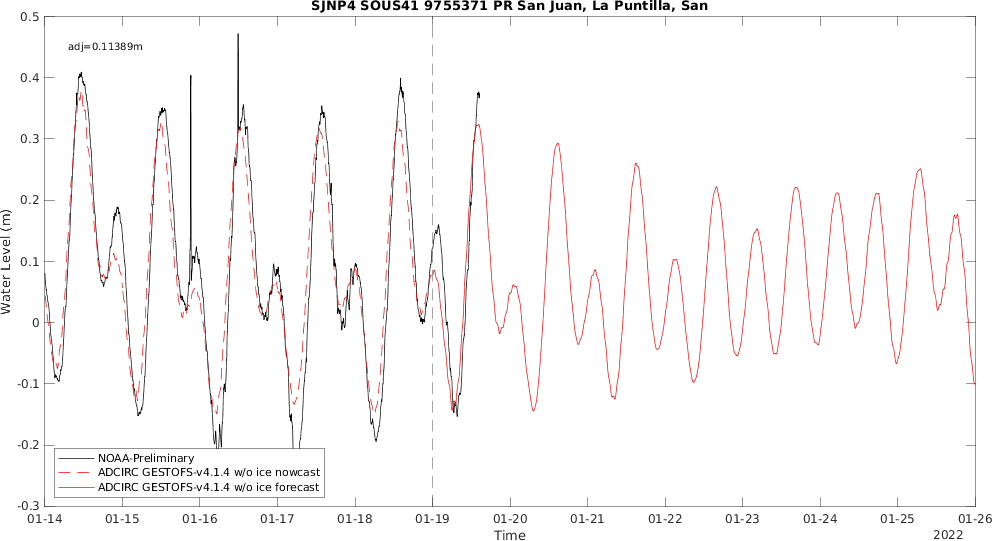 SJNP4 SOUS41 9755371 PR San Juan, La Puntilla, San
adj=0.11389m
0.5
0.4
0.3
0.2
0.1
0
-0.1
-0.2
-0.3
Water Level (m)
NOAA-Preliminary
ADCIRC GESTOFS-v4.1.4 w/o ice nowcast
ADCIRC GESTOFS-v4.1.4 w/o ice forecast
01-14 01-15 01-16 01-17 01-18 01-19 01-20 01-21 01-22 01-23 01-24 01-25 01-26
Time
2022